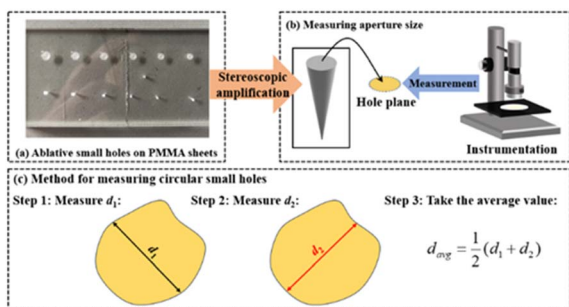 (b) Measuring aperture size
Stereoscopic
amplification
Measurement
Hole plane
Instrumentation
(a) Ablative small holes on PMMA sheets
(c) Method for measuring circular small holes
Step 1: Measure d₁:
Step 2: Measure d₂:
Step 3: Take the average value:
d₁
d₂
d_avg = 1/2 (d₁ + d₂)